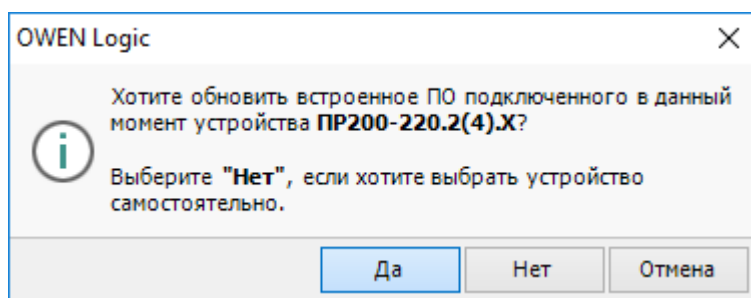 OWEN Logic
Хотите обновить встроенное ПО подключенного в данный
момент устройства ПР200-220.2(4).X?
Выберите "Нет", если хотите выбрать устройство
самостоятельно.
Да Нет Отмена